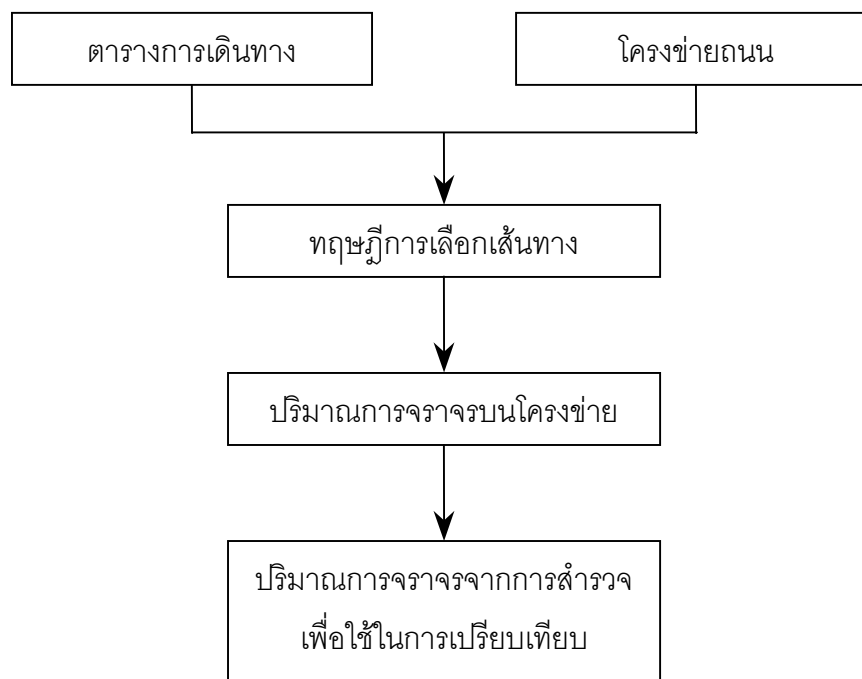 ตารางการเดินทาง
โครงข่ายถนน
ทฤษฎีการเลือกเส้นทาง
ปริมาณการจราจรบนโครงข่าย
ปริมาณการจราจรจากการสำรวจ
เพื่อใช้ในการเปรียบเทียบ